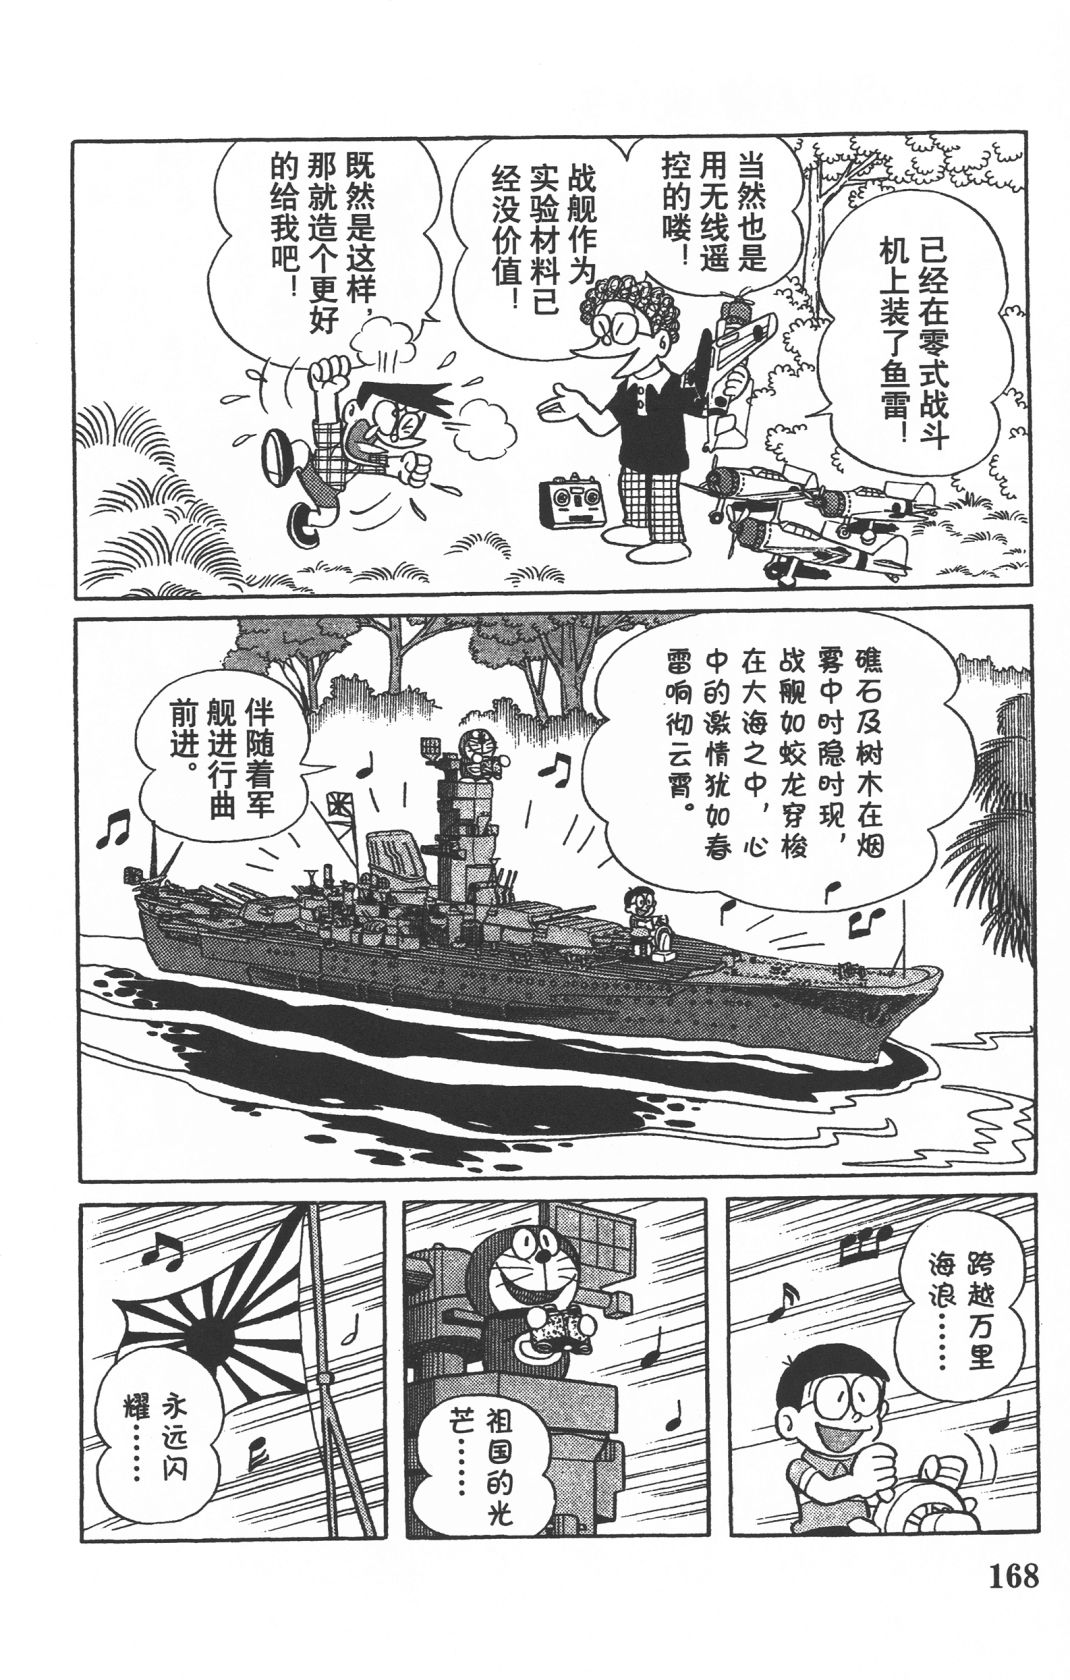 已经在零式战斗
机上装了鱼雷！
当然也是
用无线遥
控的喽！
战舰作为
实验材料已
经没价值！
既然是这样，
那就造个更好
的给我吧！
礁石及树木在烟
雾中时隐时现，
战舰如蛟龙穿梭
在大海之中，心
中的激情犹如春
雷响彻云霄。
伴随着军
舰进行曲
前进。
跨越万里
海浪……
祖国的光
芒……
永远闪
耀……
168